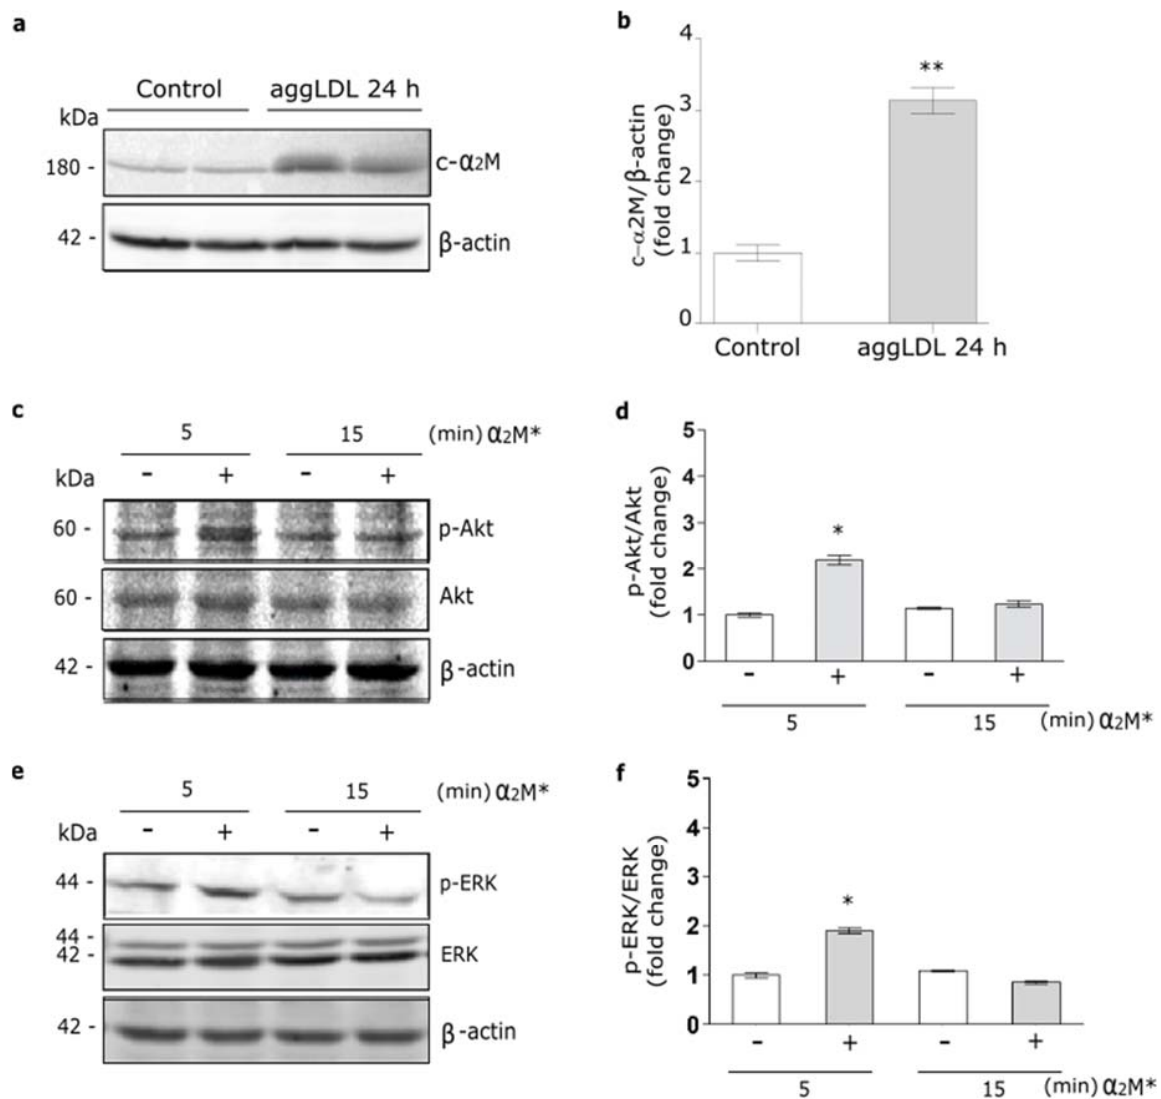 a
Control aggLDL 24 h
kDa
180 - c-α2M
42 - β-actin
b
c-α2M/β-actin
(fold change)
4
3
2
1
0
**
Control aggLDL 24 h
c
5 15 (min) α2M*
kDa - + - +
60 - p-Akt
60 - Akt
42 - β-actin
d
p-Akt/Akt
(fold change)
5
4
3
2
1
0
*
- + - +
5 15 (min) α2M*
e
5 15 (min) α2M*
kDa - + - +
44 - p-ERK
44 -
42 - ERK
42 - β-actin
f
p-ERK/ERK
(fold change)
5
4
3
2
1
0
*
- + - +
5 15 (min) α2M*